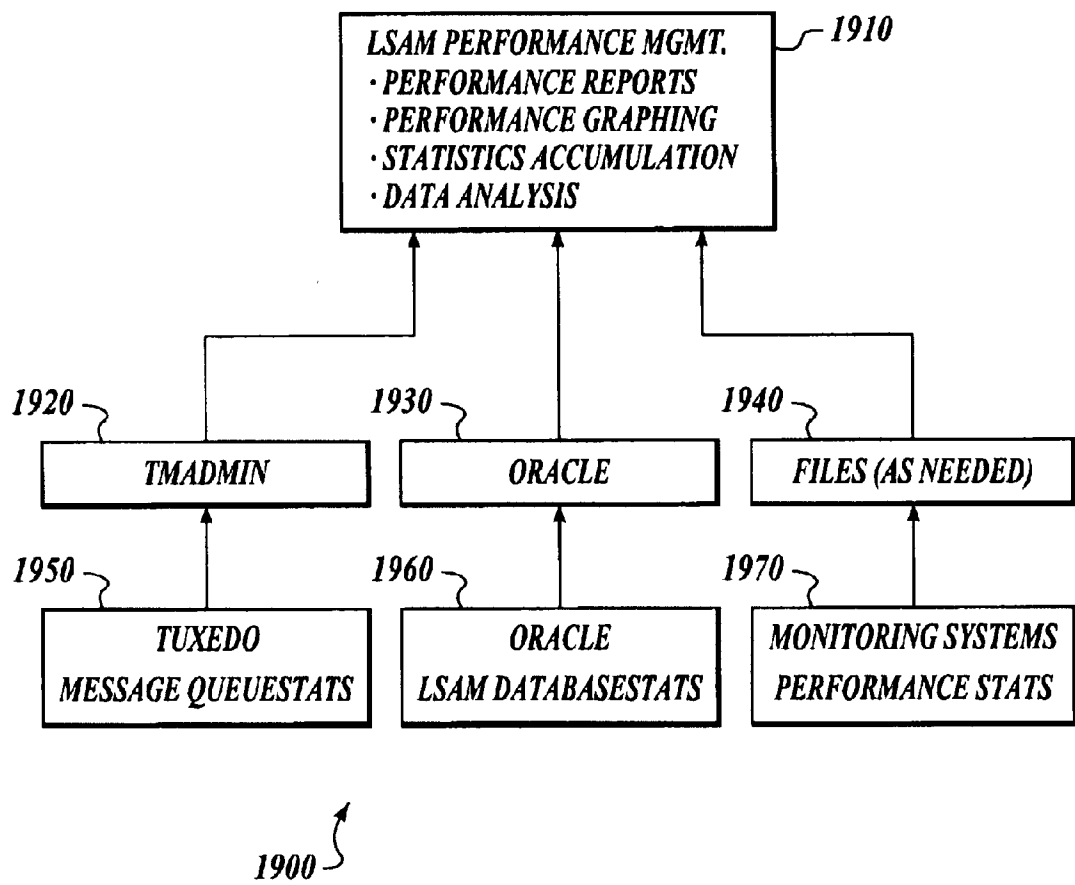 LSAM PERFORMANCE MGMT.
· PERFORMANCE REPORTS
· PERFORMANCE GRAPHING
· STATISTICS ACCUMULATION
· DATA ANALYSIS
1910
1920
1930
1940
TMADMIN
ORACLE
FILES (AS NEEDED)
1950
1960
1970
TUXEDO
MESSAGE QUEUESTATS
ORACLE
LSAM DATABASESTATS
MONITORING SYSTEMS
PERFORMANCE STATS
1900